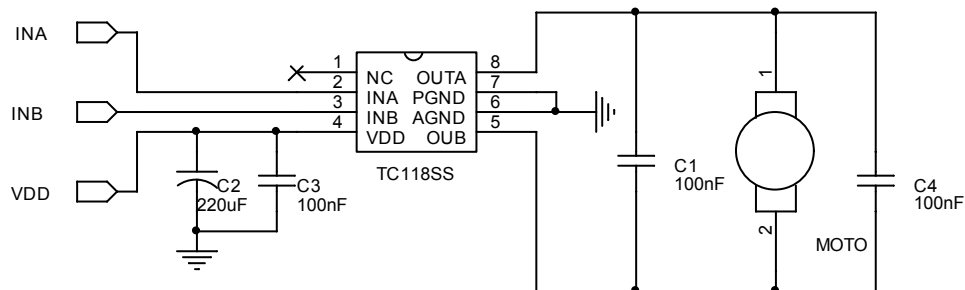 INA
INB
VDD
1
2
3
4
NC
INA
INB
VDD
OUTA
PGND
AGND
OUB
8
7
6
5
TC118SS
C2
220uF
C3
100nF
C1
100nF
1
2
MOTO
C4
100nF